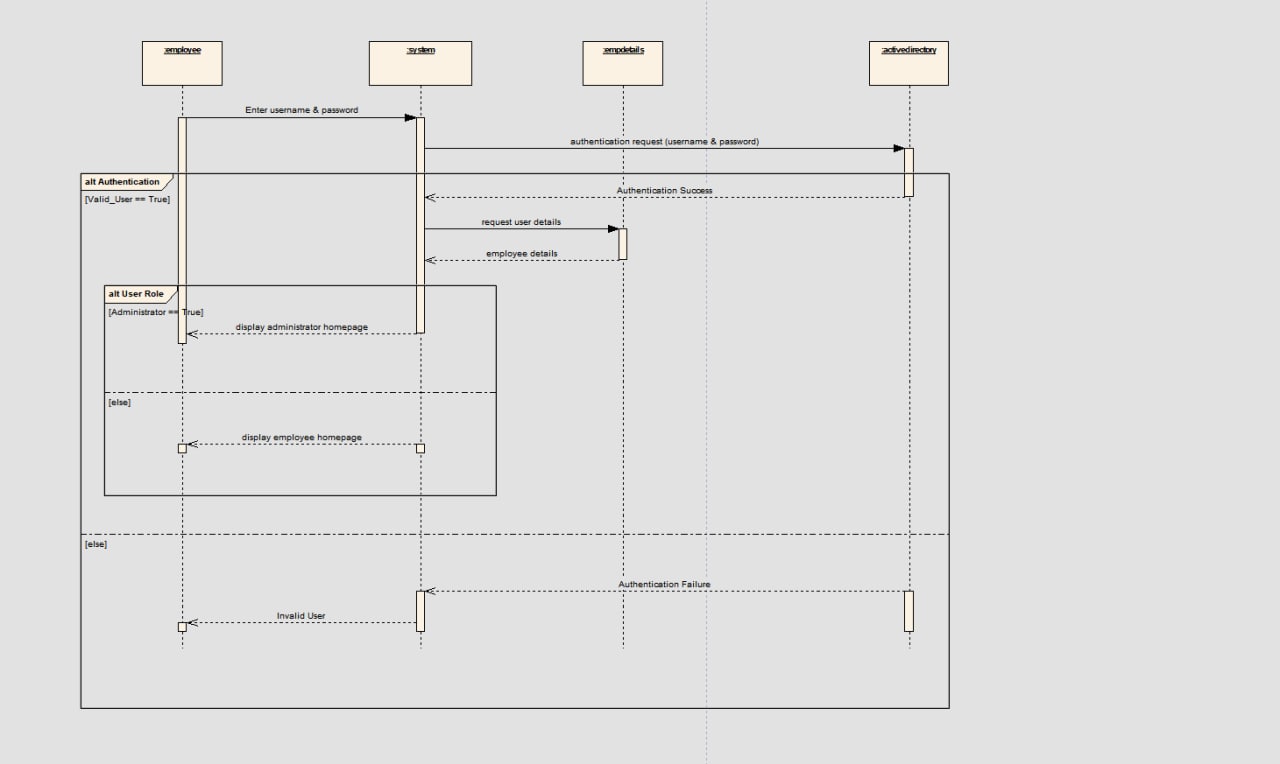 :employee
:system
:empdetails
:activedirectory
Enter username & password
authentication request (username & password)
alt Authentication
[Valid_User == True]
Authentication Success
request user details
employee details
alt User Role
[Administrator == True]
display administrator homepage
[else]
display employee homepage
[else]
Authentication Failure
Invalid User